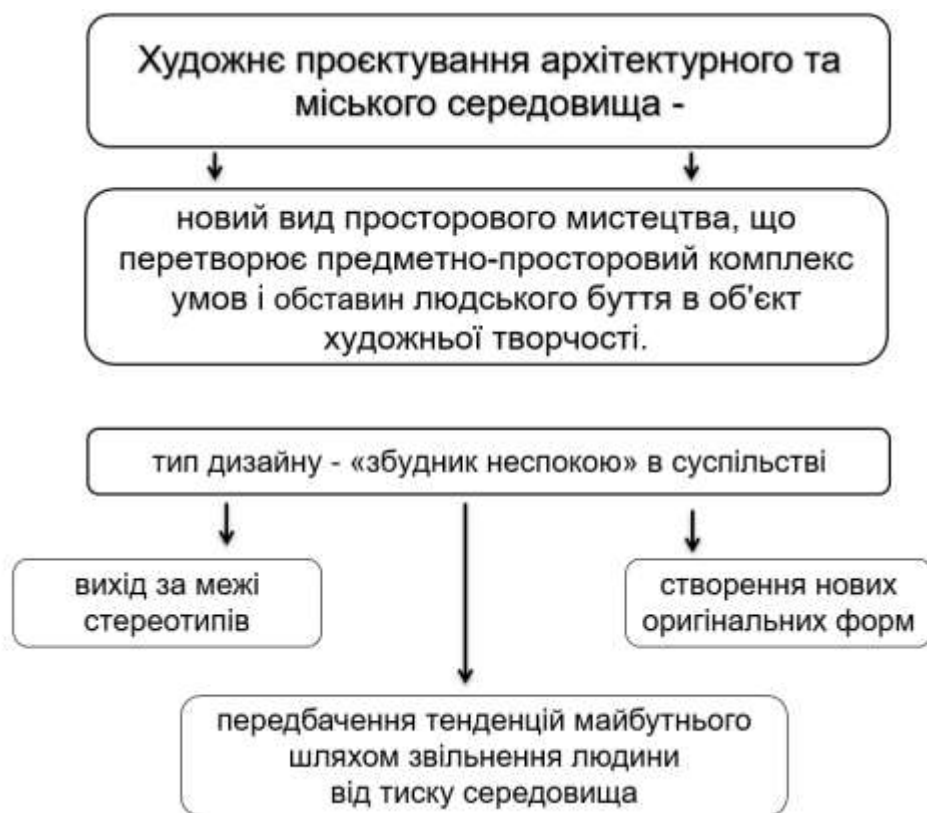 Художнє проєктування архітектурного та
міського середовища -
новий вид просторового мистецтва, що
перетворює предметно-просторовий комплекс
умов і обставин людського буття в об'єкт
художньої творчості.
тип дизайну - «збудник неспокою» в суспільстві
вихід за межі
стереотипів
створення нових
оригінальних форм
передбачення тенденцій майбутнього
шляхом звільнення людини
від тиску середовища